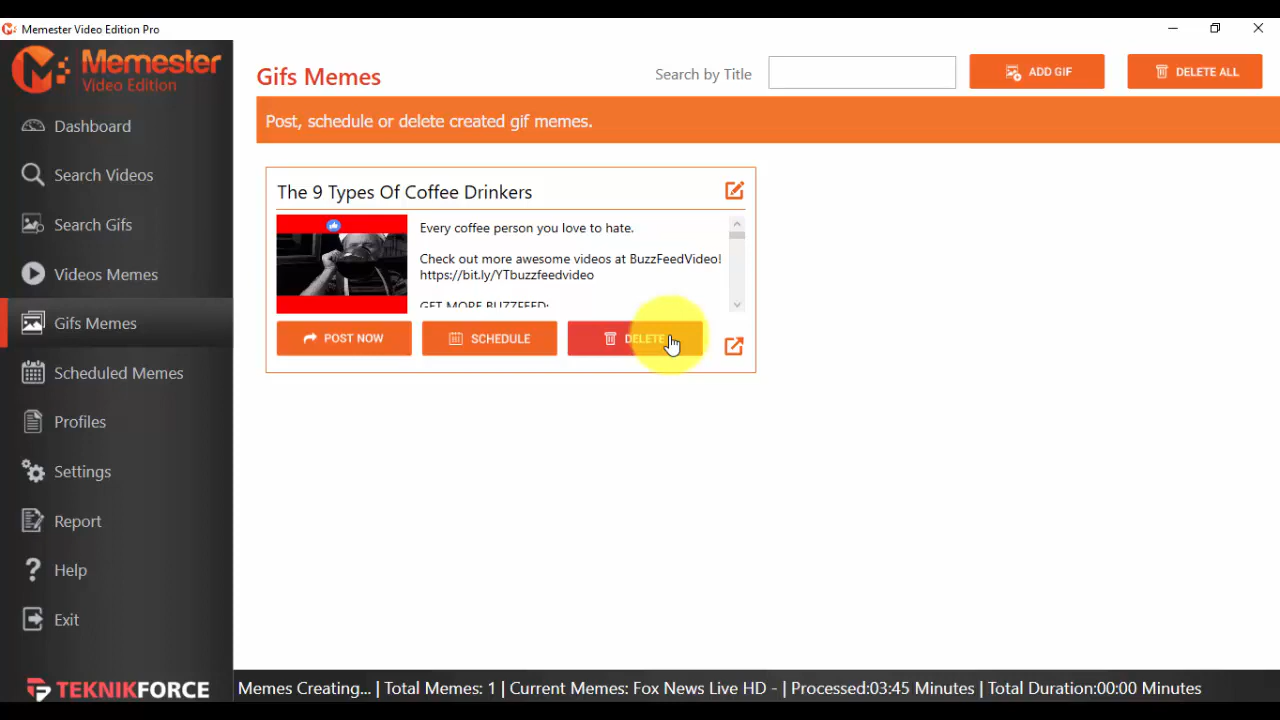 Memester Video Edition Pro
Memester
Video Edition
Dashboard
Search Videos
Search Gifs
Videos Memes
Gifs Memes
Scheduled Memes
Profiles
Settings
Report
Help
Exit
TEKNIKFORCE
Gifs Memes
Search by Title
ADD GIF
DELETE ALL
Post, schedule or delete created gif memes.
The 9 Types Of Coffee Drinkers
Every coffee person you love to hate.
Check out more awesome videos at BuzzFeedVideo!
https://bit.ly/YTbuzzfeedvideo
GET MORE BUZZFEED:
POST NOW
SCHEDULE
DELETE
Memes Creating... | Total Memes: 1 | Current Memes: Fox News Live HD - | Processed:03:45 Minutes | Total Duration:00:00 Minutes